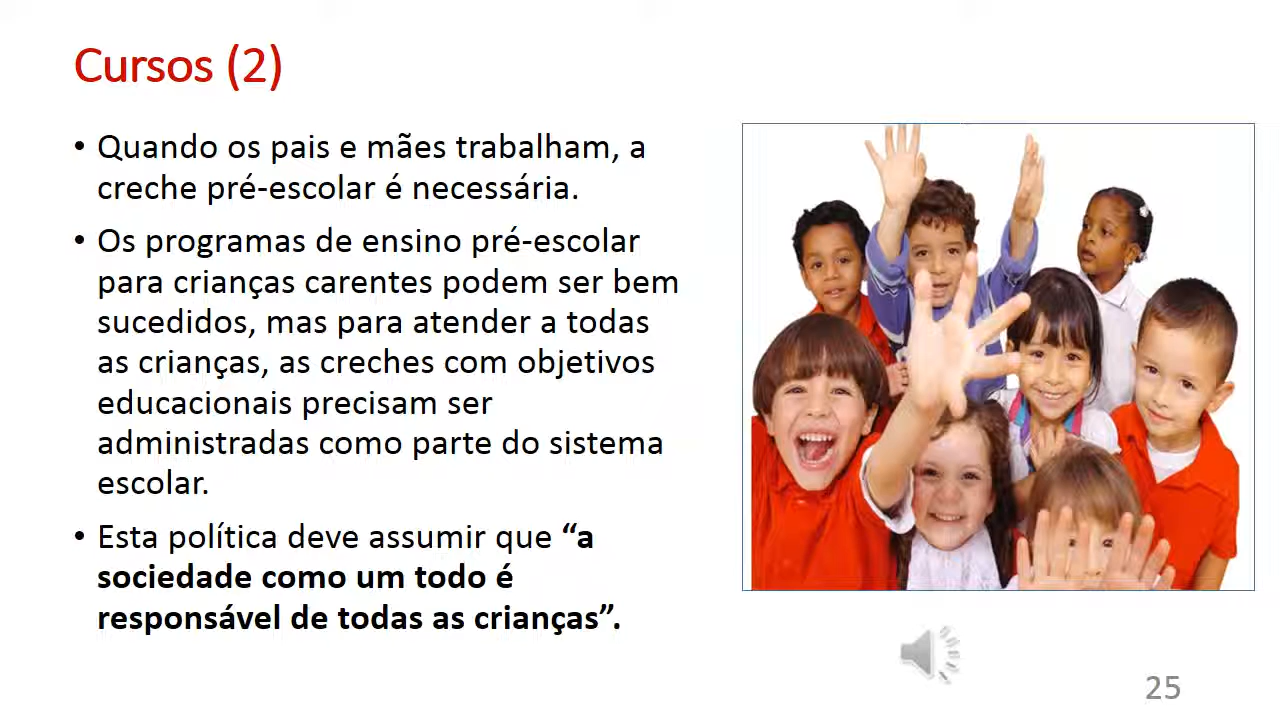 Cursos (2)
• Quando os pais e mães trabalham, a
creche pré-escolar é necessária.
• Os programas de ensino pré-escolar
para crianças carentes podem ser bem
sucedidos, mas para atender a todas
as crianças, as creches com objetivos
educacionais precisam ser
administradas como parte do sistema
escolar.
• Esta política deve assumir que “a
sociedade como um todo é
responsável de todas as crianças”.
25